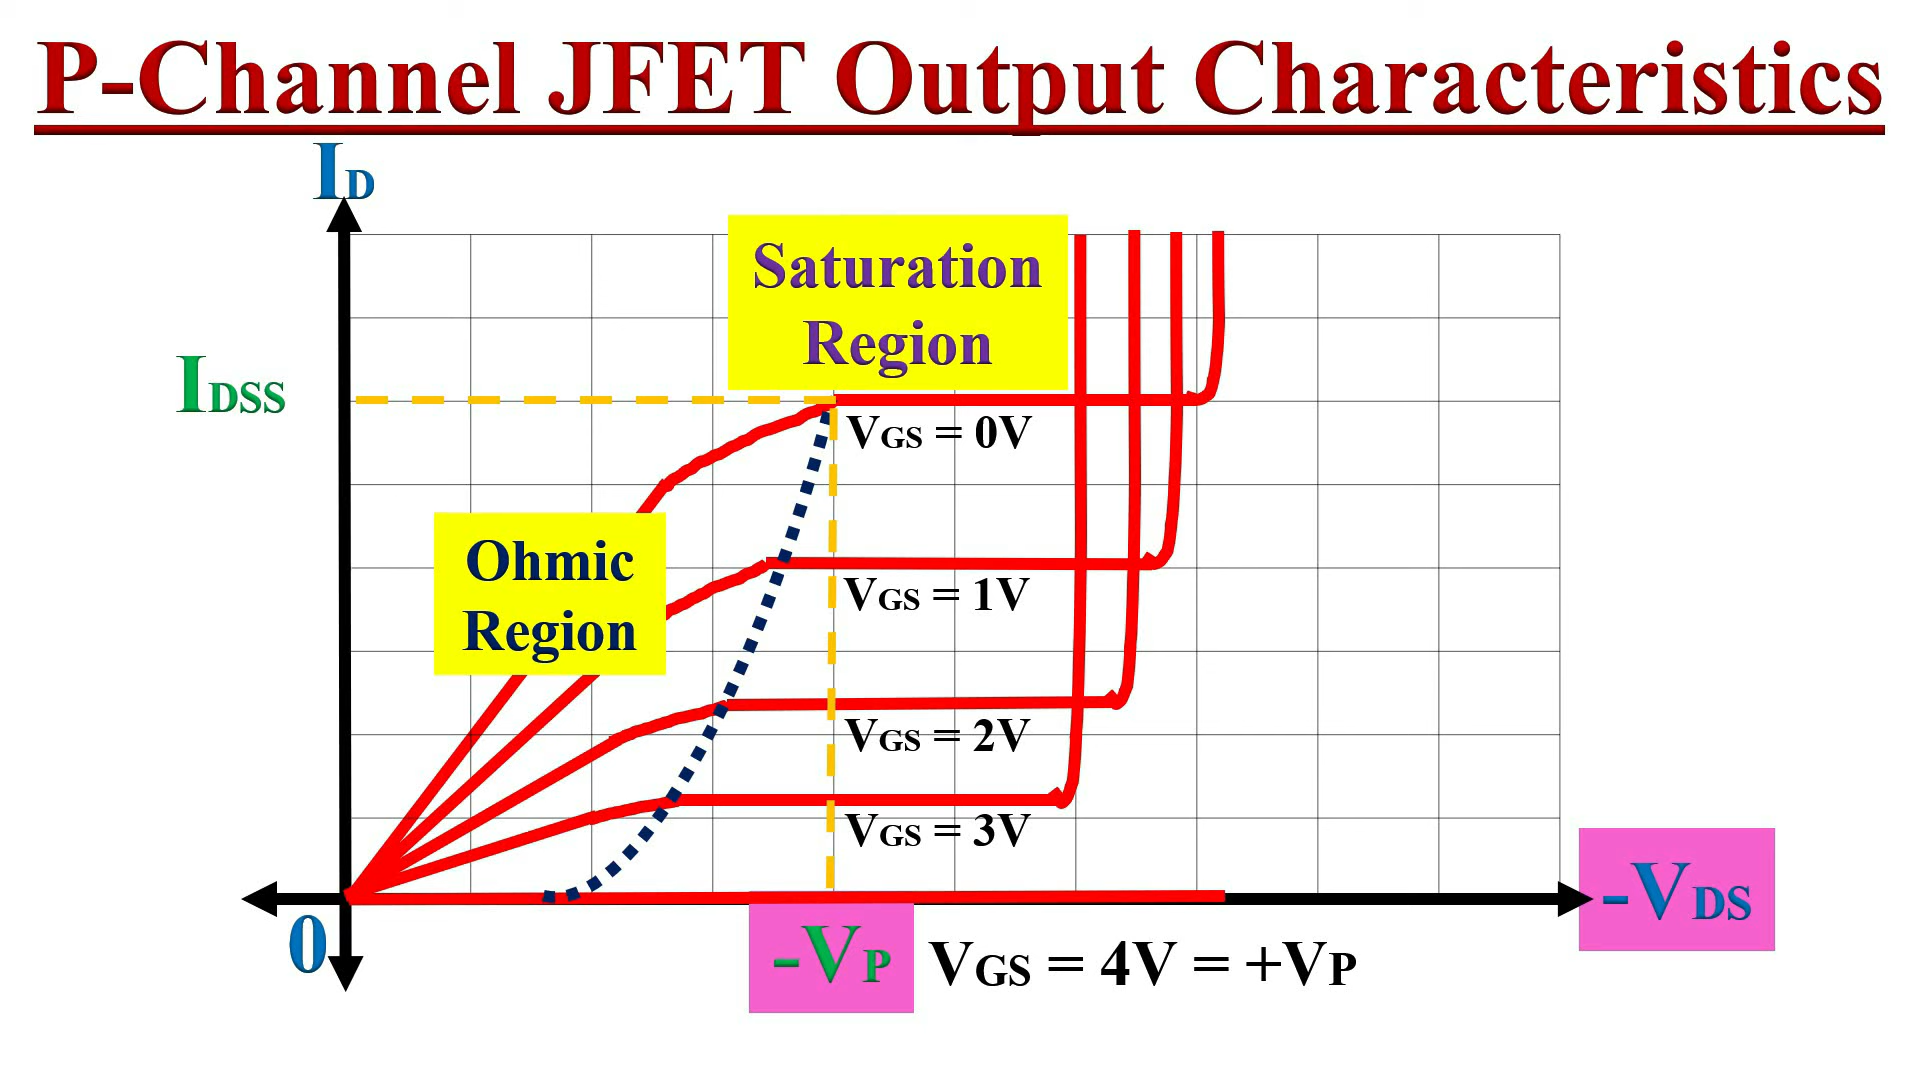 P-Channel JFET Output Characteristics
ID
Saturation
Region
IDSS
VGS = 0V
Ohmic
Region
VGS = 1V
VGS = 2V
VGS = 3V
-VDS
0
-VP
VGS = 4V = +VP